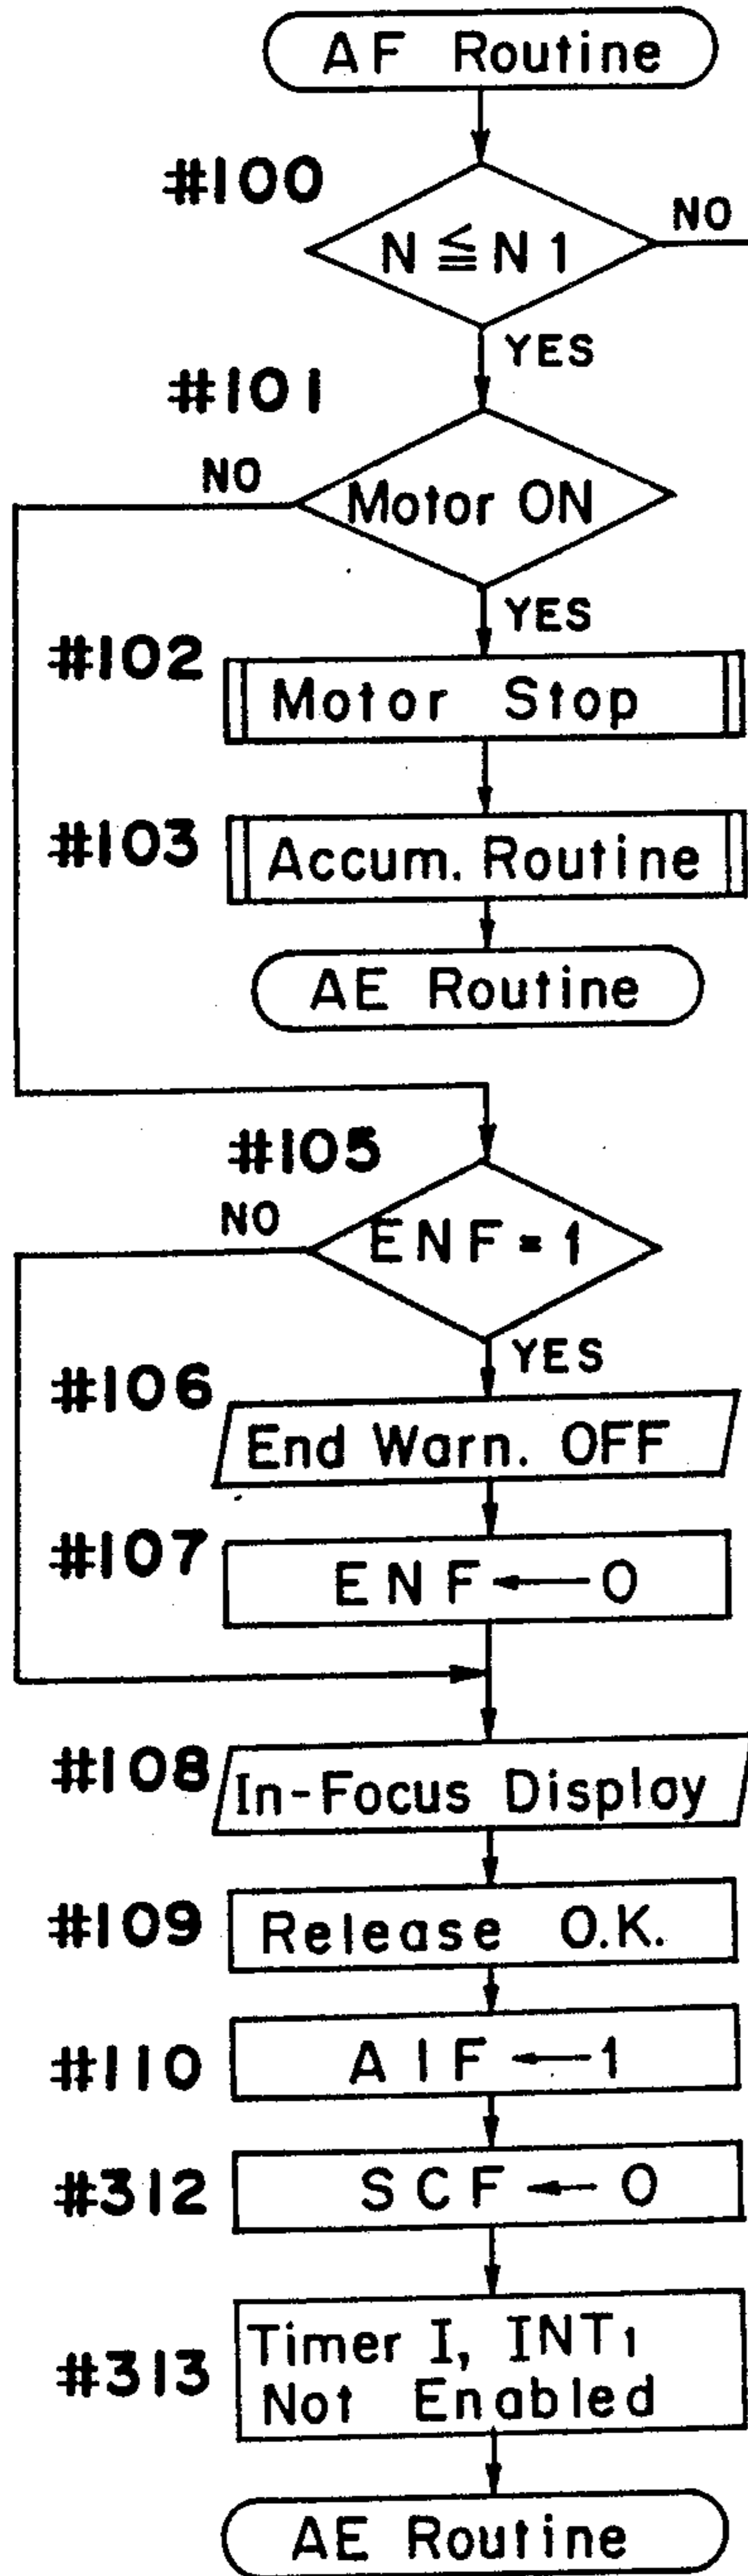 AF Routine
#100
N ≦ N1
NO
YES
#101
NO
Motor ON
YES
#102
Motor Stop
#103
Accum. Routine
AE Routine
#105
NO
ENF = 1
YES
#106
End Warn. OFF
#107
ENF ← 0
#108
In-Focus Display
#109
Release O.K.
#110
AIF ← 1
#312
SCF ← 0
#313
Timer I, INT1
Not Enabled
AE Routine